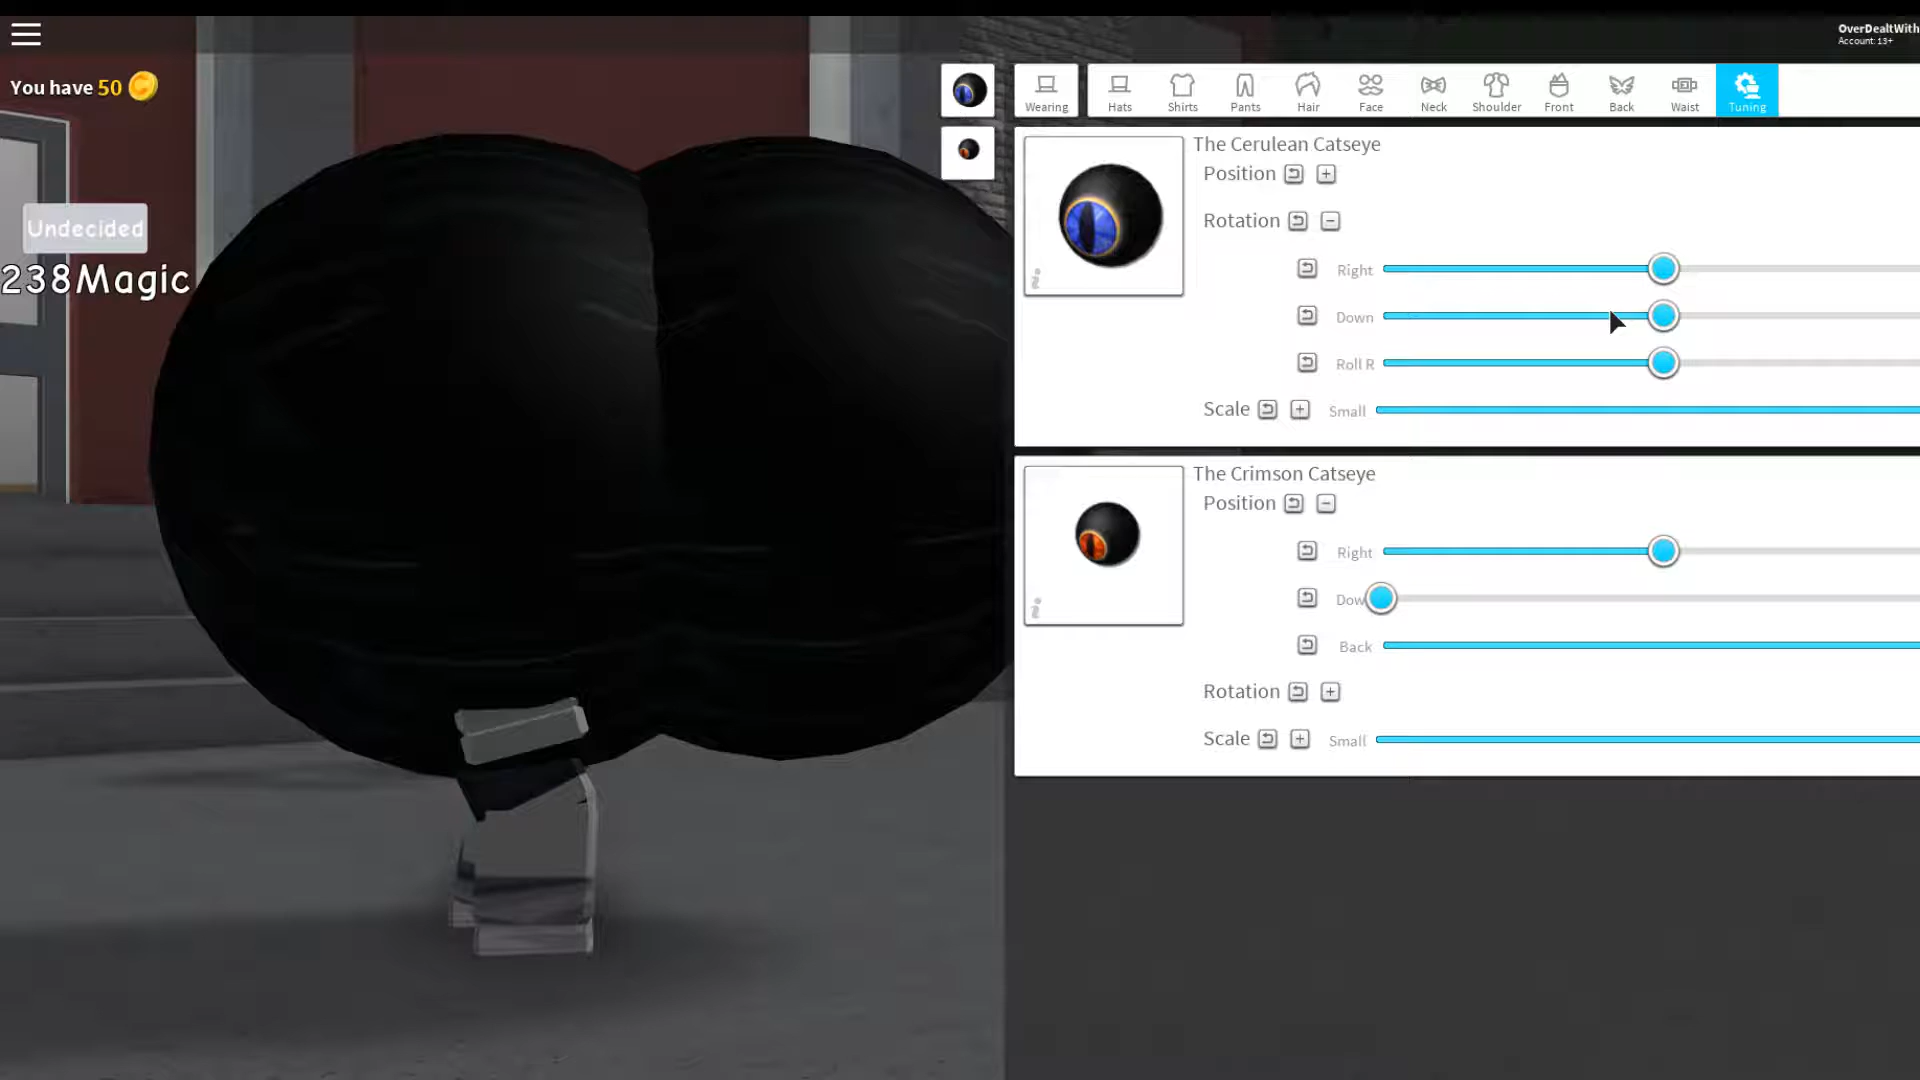 OverDealtWith
Account: 13+
You have 50
Wearing
Hats
Shirts
Pants
Hair
Face
Neck
Shoulder
Front
Back
Waist
Tuning
Undecided
238Magic
The Cerulean Catseye
Position
Rotation
Right
Down
Roll R
Scale
Small
The Crimson Catseye
Position
Right
Dow
Back
Rotation
Scale
Small